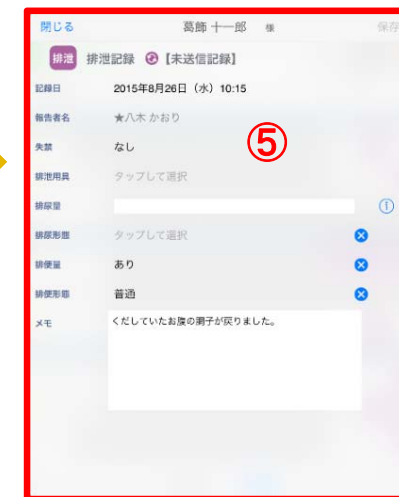 閉じる 葛飾 十一郎 様 保存
排泄 排泄記録 【未送信記録】
記録日 2015年8月26日（水）10:15
報告者名 ★八木 かおり
⑤
失禁 なし
排泄用具 タップして選択
排尿量
排尿形態 タップして選択
排便量 あり
排便形態 普通
メモ くだしていたお腹の調子が戻りました。